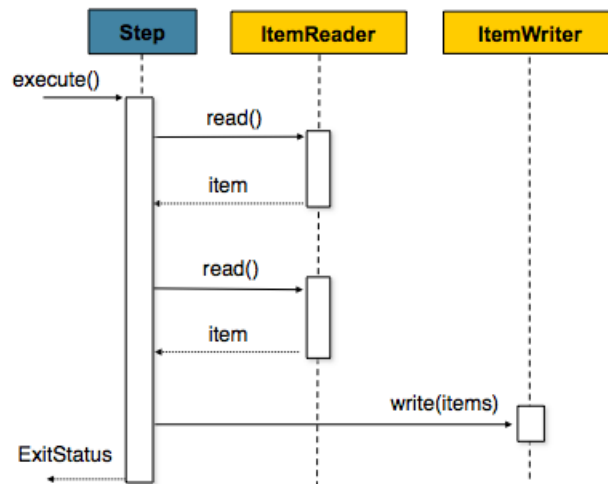 Step
ItemReader
ItemWriter
execute()
read()
item
read()
item
write(items)
ExitStatus